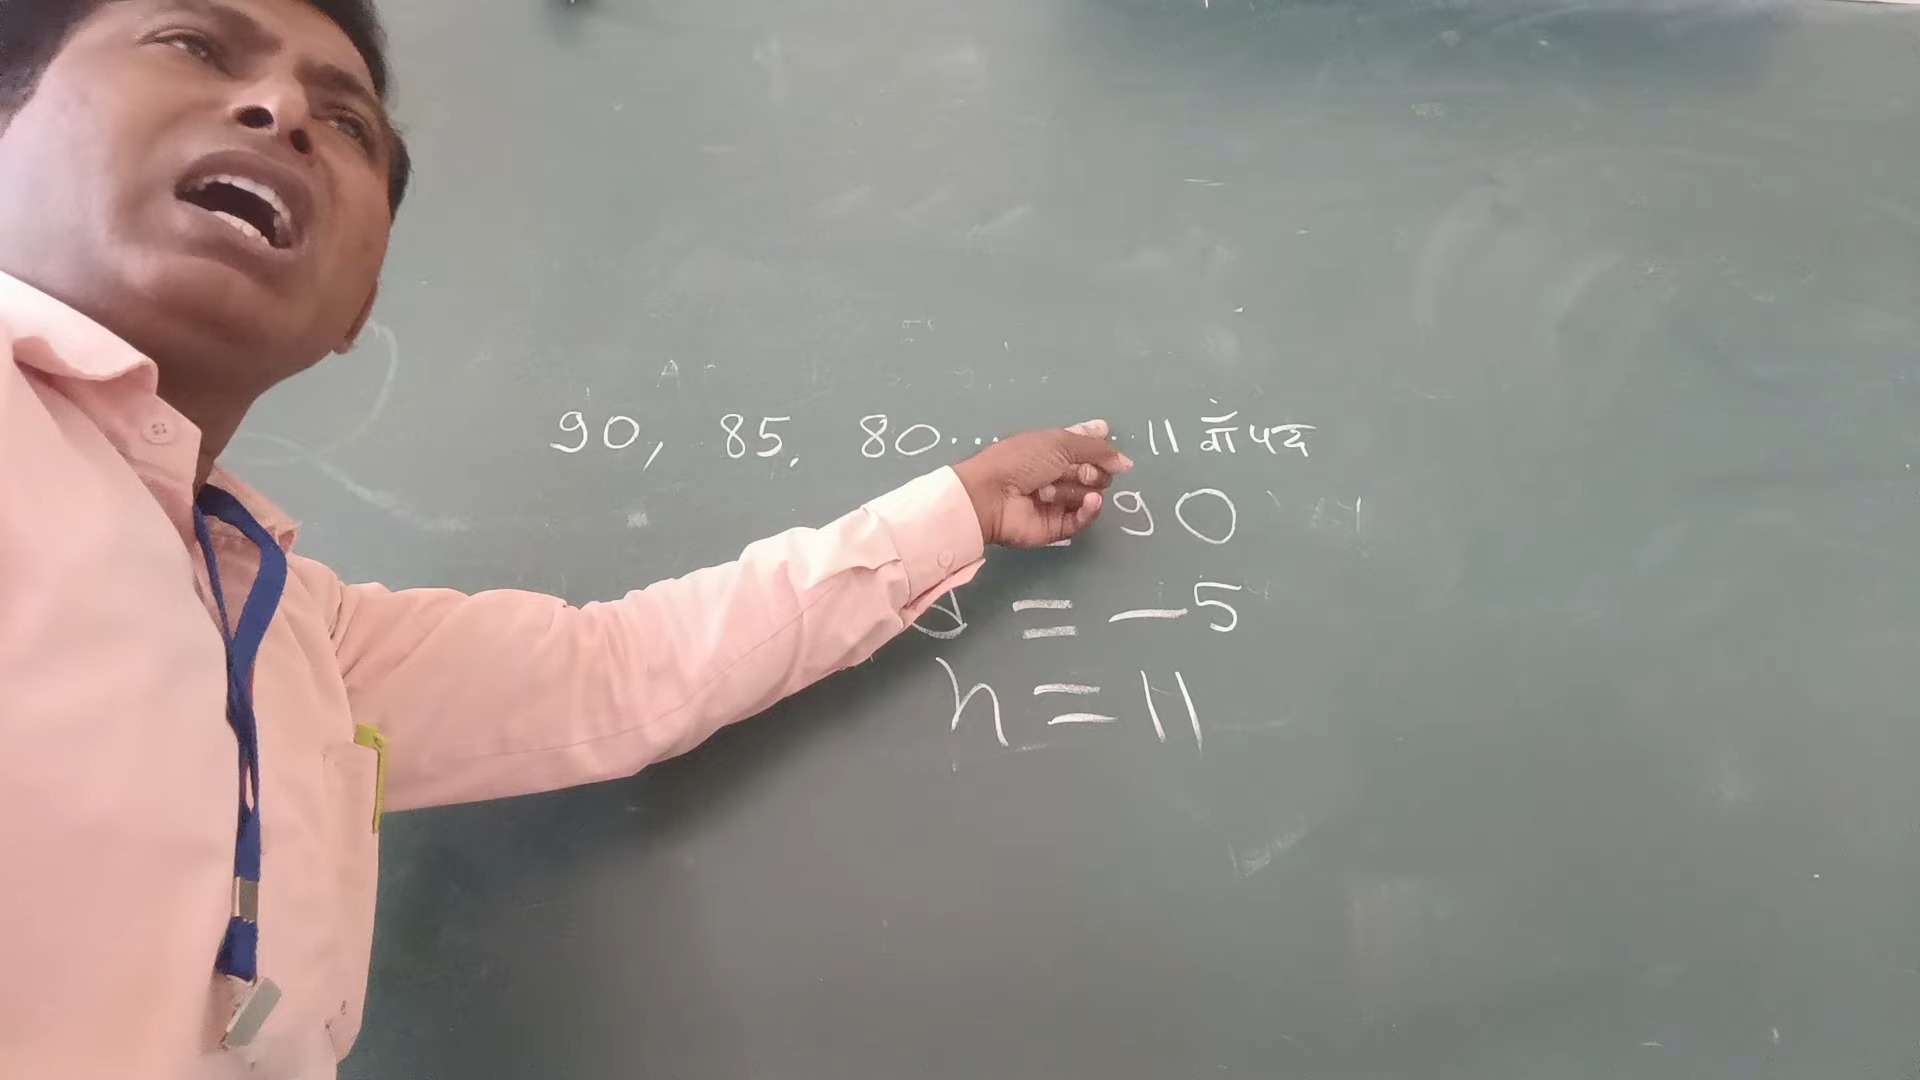 90, 85, 80..... 11 वाँ पद
= 90
d = -5
n = 11